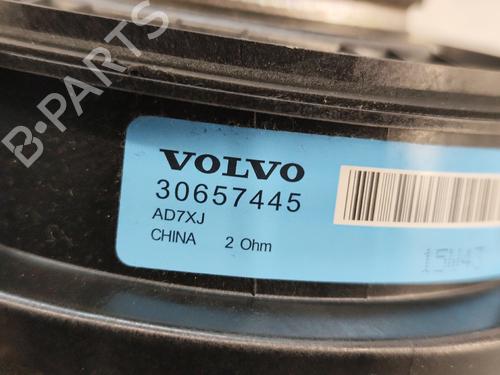 B-PARTS
VOLVO
30657445
AD7XJ
CHINA 2 Ohm